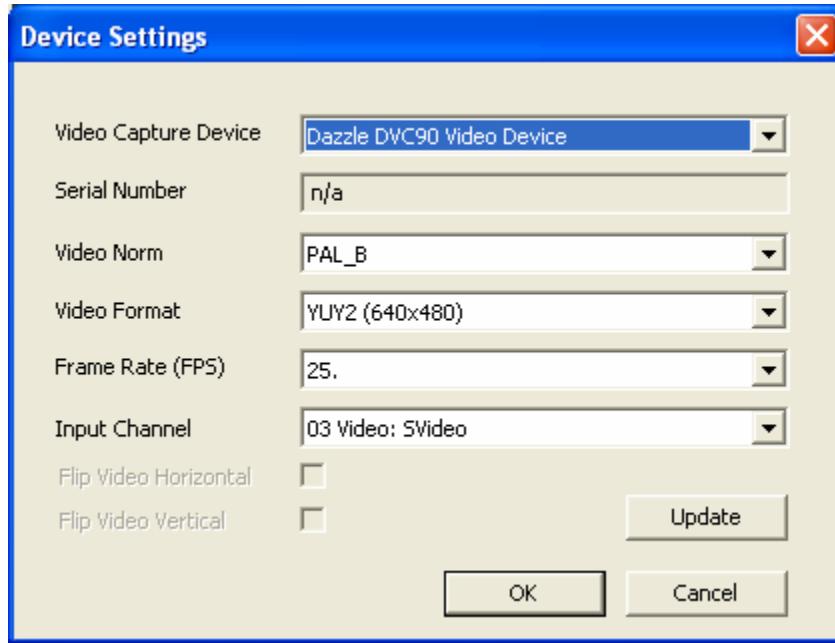 Device Settings
Video Capture Device Dazzle DVC90 Video Device
Serial Number n/a
Video Norm PAL_B
Video Format YUY2 (640x480)
Frame Rate (FPS) 25.
Input Channel 03 Video: SVideo
Flip Video Horizontal
Flip Video Vertical
Update
OK Cancel